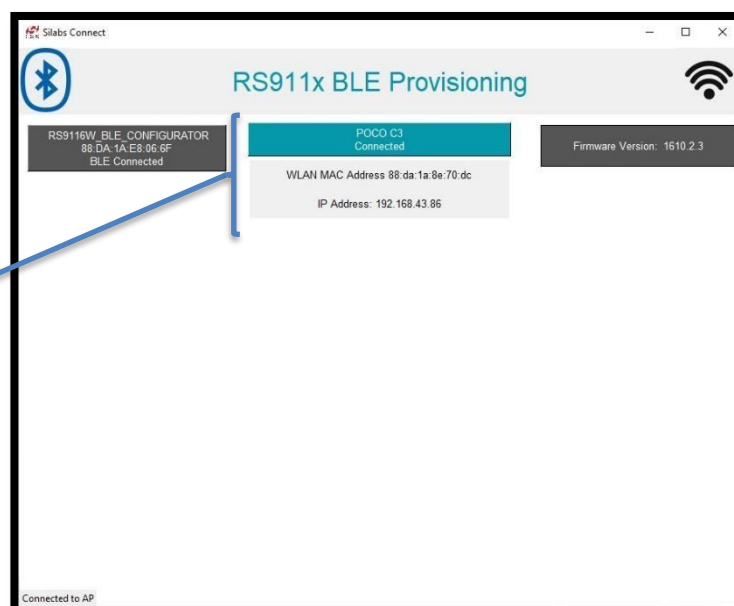 Silabs Connect
RS911x BLE Provisioning
RS9116W_BLE_CONFIGURATOR
88:DA:1A:E8:06:6F
BLE Connected
POCO C3
Connected
WLAN MAC Address 88:da:1a:8e:70:dc
IP Address: 192.168.43.86
Firmware Version: 1610.2.3
Connected to AP